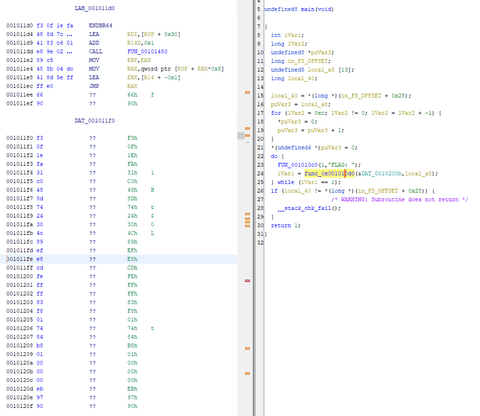 LAB_001011d0
001011d0 f3 0f 1e fa ENDBR64
001011d4 48 8d 7c ... LEA RDI,[RSP + 0x30]
001011d9 41 83 c6 01 ADD R14D,0x1
CALL FUN_00101480
001011e2 89 c5 MOV EBP,EAX
001011e4 48 8b 04 dc MOV RAX,qword ptr [RSP + RBX*0x8]
001011e8 41 8d 5e ff LEA EBX,[R14 + -0x1]
001011ec ff e0 JMP RAX
001011ee 66 ?? 66h f
001011ef 90 ?? 90h
DAT_001011f0
001011f0 f3 ?? F3h
001011f1 0f ?? 0Fh
001011f2 1e ?? 1Eh
001011f3 fa ?? FAh
001011f4 31 ?? 31h 1
001011f5 c0 ?? C0h
001011f6 48 ?? 48h H
001011f7 8d ?? 8Dh
001011f8 74 ?? 74h t
001011f9 24 ?? 24h $
001011fa 30 ?? 30h 0
001011fb 4c ?? 4Ch L
001011fc 89 ?? 89h
001011fd ef ?? EFh
001011fe e8 ?? E8h
001011ff cd ?? CDh
00101200 fe ?? FEh
00101201 ff ?? FFh
00101202 ff ?? FFh
00101203 83 ?? 83h
00101204 f8 ?? F8h
00101205 01 ?? 01h
00101206 74 ?? 74h t
00101207 84 ?? 84h
00101208 b8 ?? B8h
00101209 01 ?? 01h
0010120a 00 ?? 00h
0010120b 00 ?? 00h
0010120c 00 ?? 00h
0010120d eb ?? EBh
0010120e 97 ?? 97h
0010120f 90 ?? 90h
5 undefined8 main(void)
6
7 {
8 int iVar1;
9 long lVar2;
10 undefined8 *puVar3;
11 long in_FS_OFFSET;
12 undefined8 local_a8 [13];
13 long local_40;
14
15 local_40 = *(long *)(in_FS_OFFSET + 0x28);
16 puVar3 = local_a8;
17 for (lVar2 = 0xc; lVar2 != 0; lVar2 = lVar2 + -1) {
18 *puVar3 = 0;
19 puVar3 = puVar3 + 1;
20 }
21 *(undefined4 *)puVar3 = 0;
22 do {
23 FUN_001010c0(1,"FLAG: ");
24 iVar1 = (&DAT_0010200b,local_a8);
25 } while (iVar1 == 1);
26 if (local_40 != *(long *)(in_FS_OFFSET + 0x28)) {
27 /* WARNING: Subroutine does not return */
28 __stack_chk_fail();
29 }
30 return 1;
31 }
32